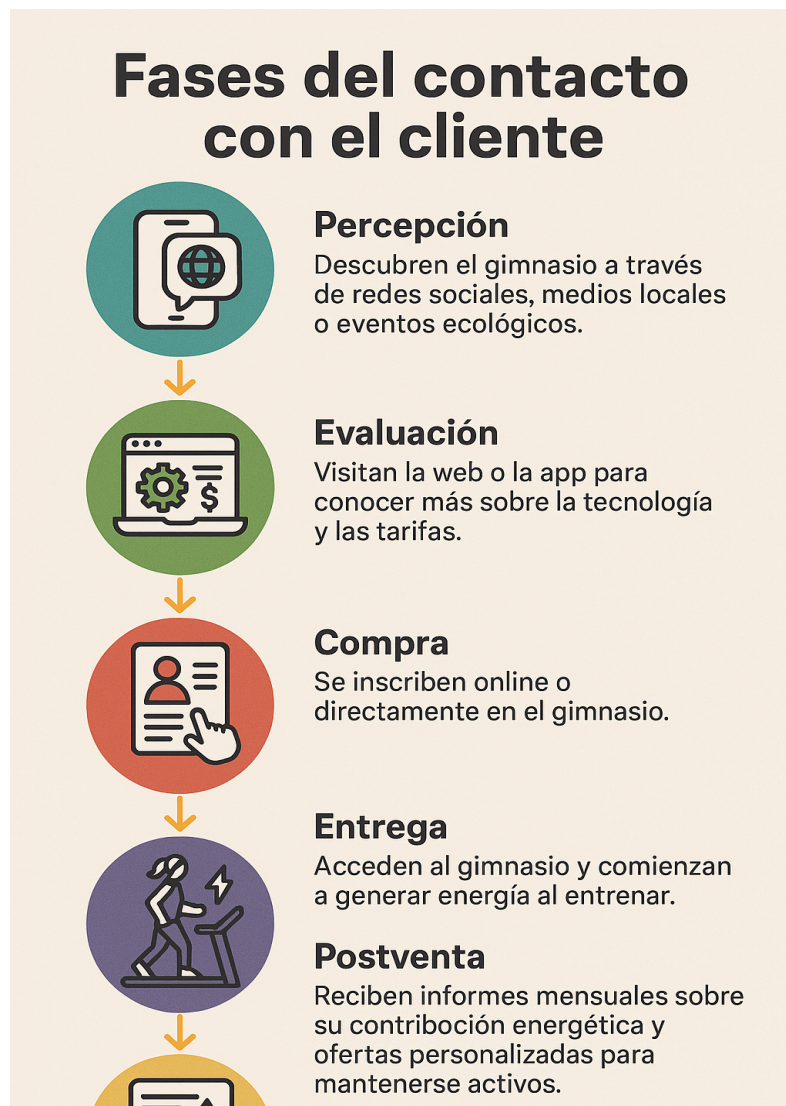 Fases del contacto
con el cliente
Percepción
Descubren el gimnasio a través
de redes sociales, medios locales
o eventos ecológicos.
Evaluación
Visitan la web o la app para
conocer más sobre la tecnología
y las tarifas.
$
Compra
Se inscriben online o
directamente en el gimnasio.
Entrega
Acceden al gimnasio y comienzan
a generar energía al entrenar.
Postventa
Reciben informes mensuales sobre
su contriboción energética y
ofertas personalizadas para
mantenerse activos.